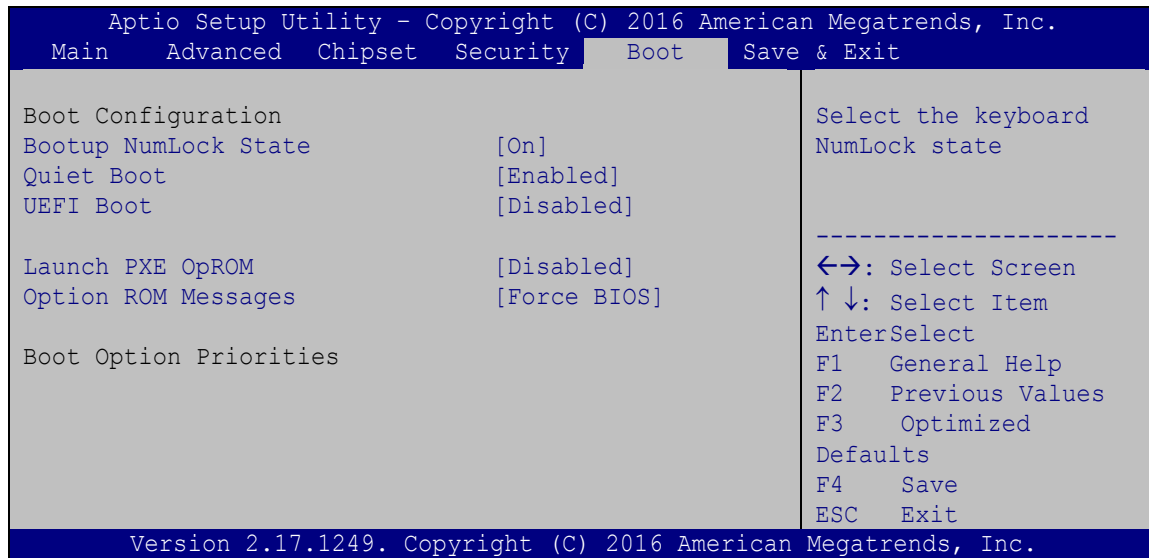 Aptio Setup Utility – Copyright (C) 2016 American Megatrends, Inc.
Main Advanced Chipset Security Boot Save & Exit
Boot Configuration
Bootup NumLock State [On]
Quiet Boot [Enabled]
UEFI Boot [Disabled]
Launch PXE OpROM [Disabled]
Option ROM Messages [Force BIOS]
Boot Option Priorities
Select the keyboard
NumLock state
---------------------
←→: Select Screen
↑ ↓: Select Item
EnterSelect
F1 General Help
F2 Previous Values
F3 Optimized
Defaults
F4 Save
ESC Exit
Version 2.17.1249. Copyright (C) 2016 American Megatrends, Inc.